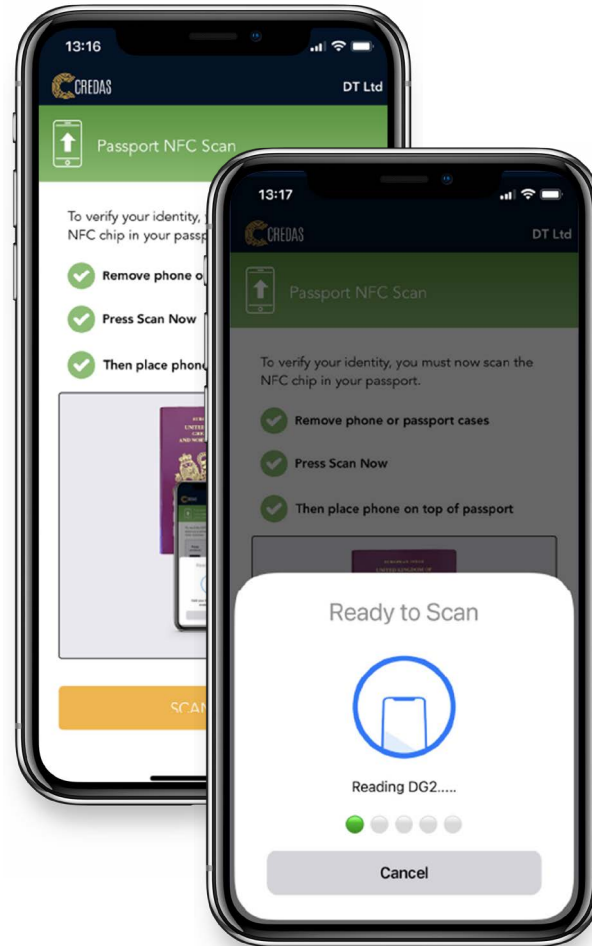 13:16
CREDAS
DT Ltd
Passport NFC Scan
To verify your identity,
NFC chip in your
Remove phone
Press Scan Now
Then place phone
UNITED
SCAN
13:17
CREDAS
DT Ltd
Passport NFC Scan
To verify your identity, you must now scan the
NFC chip in your passport.
Remove phone or passport cases
Press Scan Now
Then place phone on top of passport
Ready to Scan
Reading DG2.....
Cancel